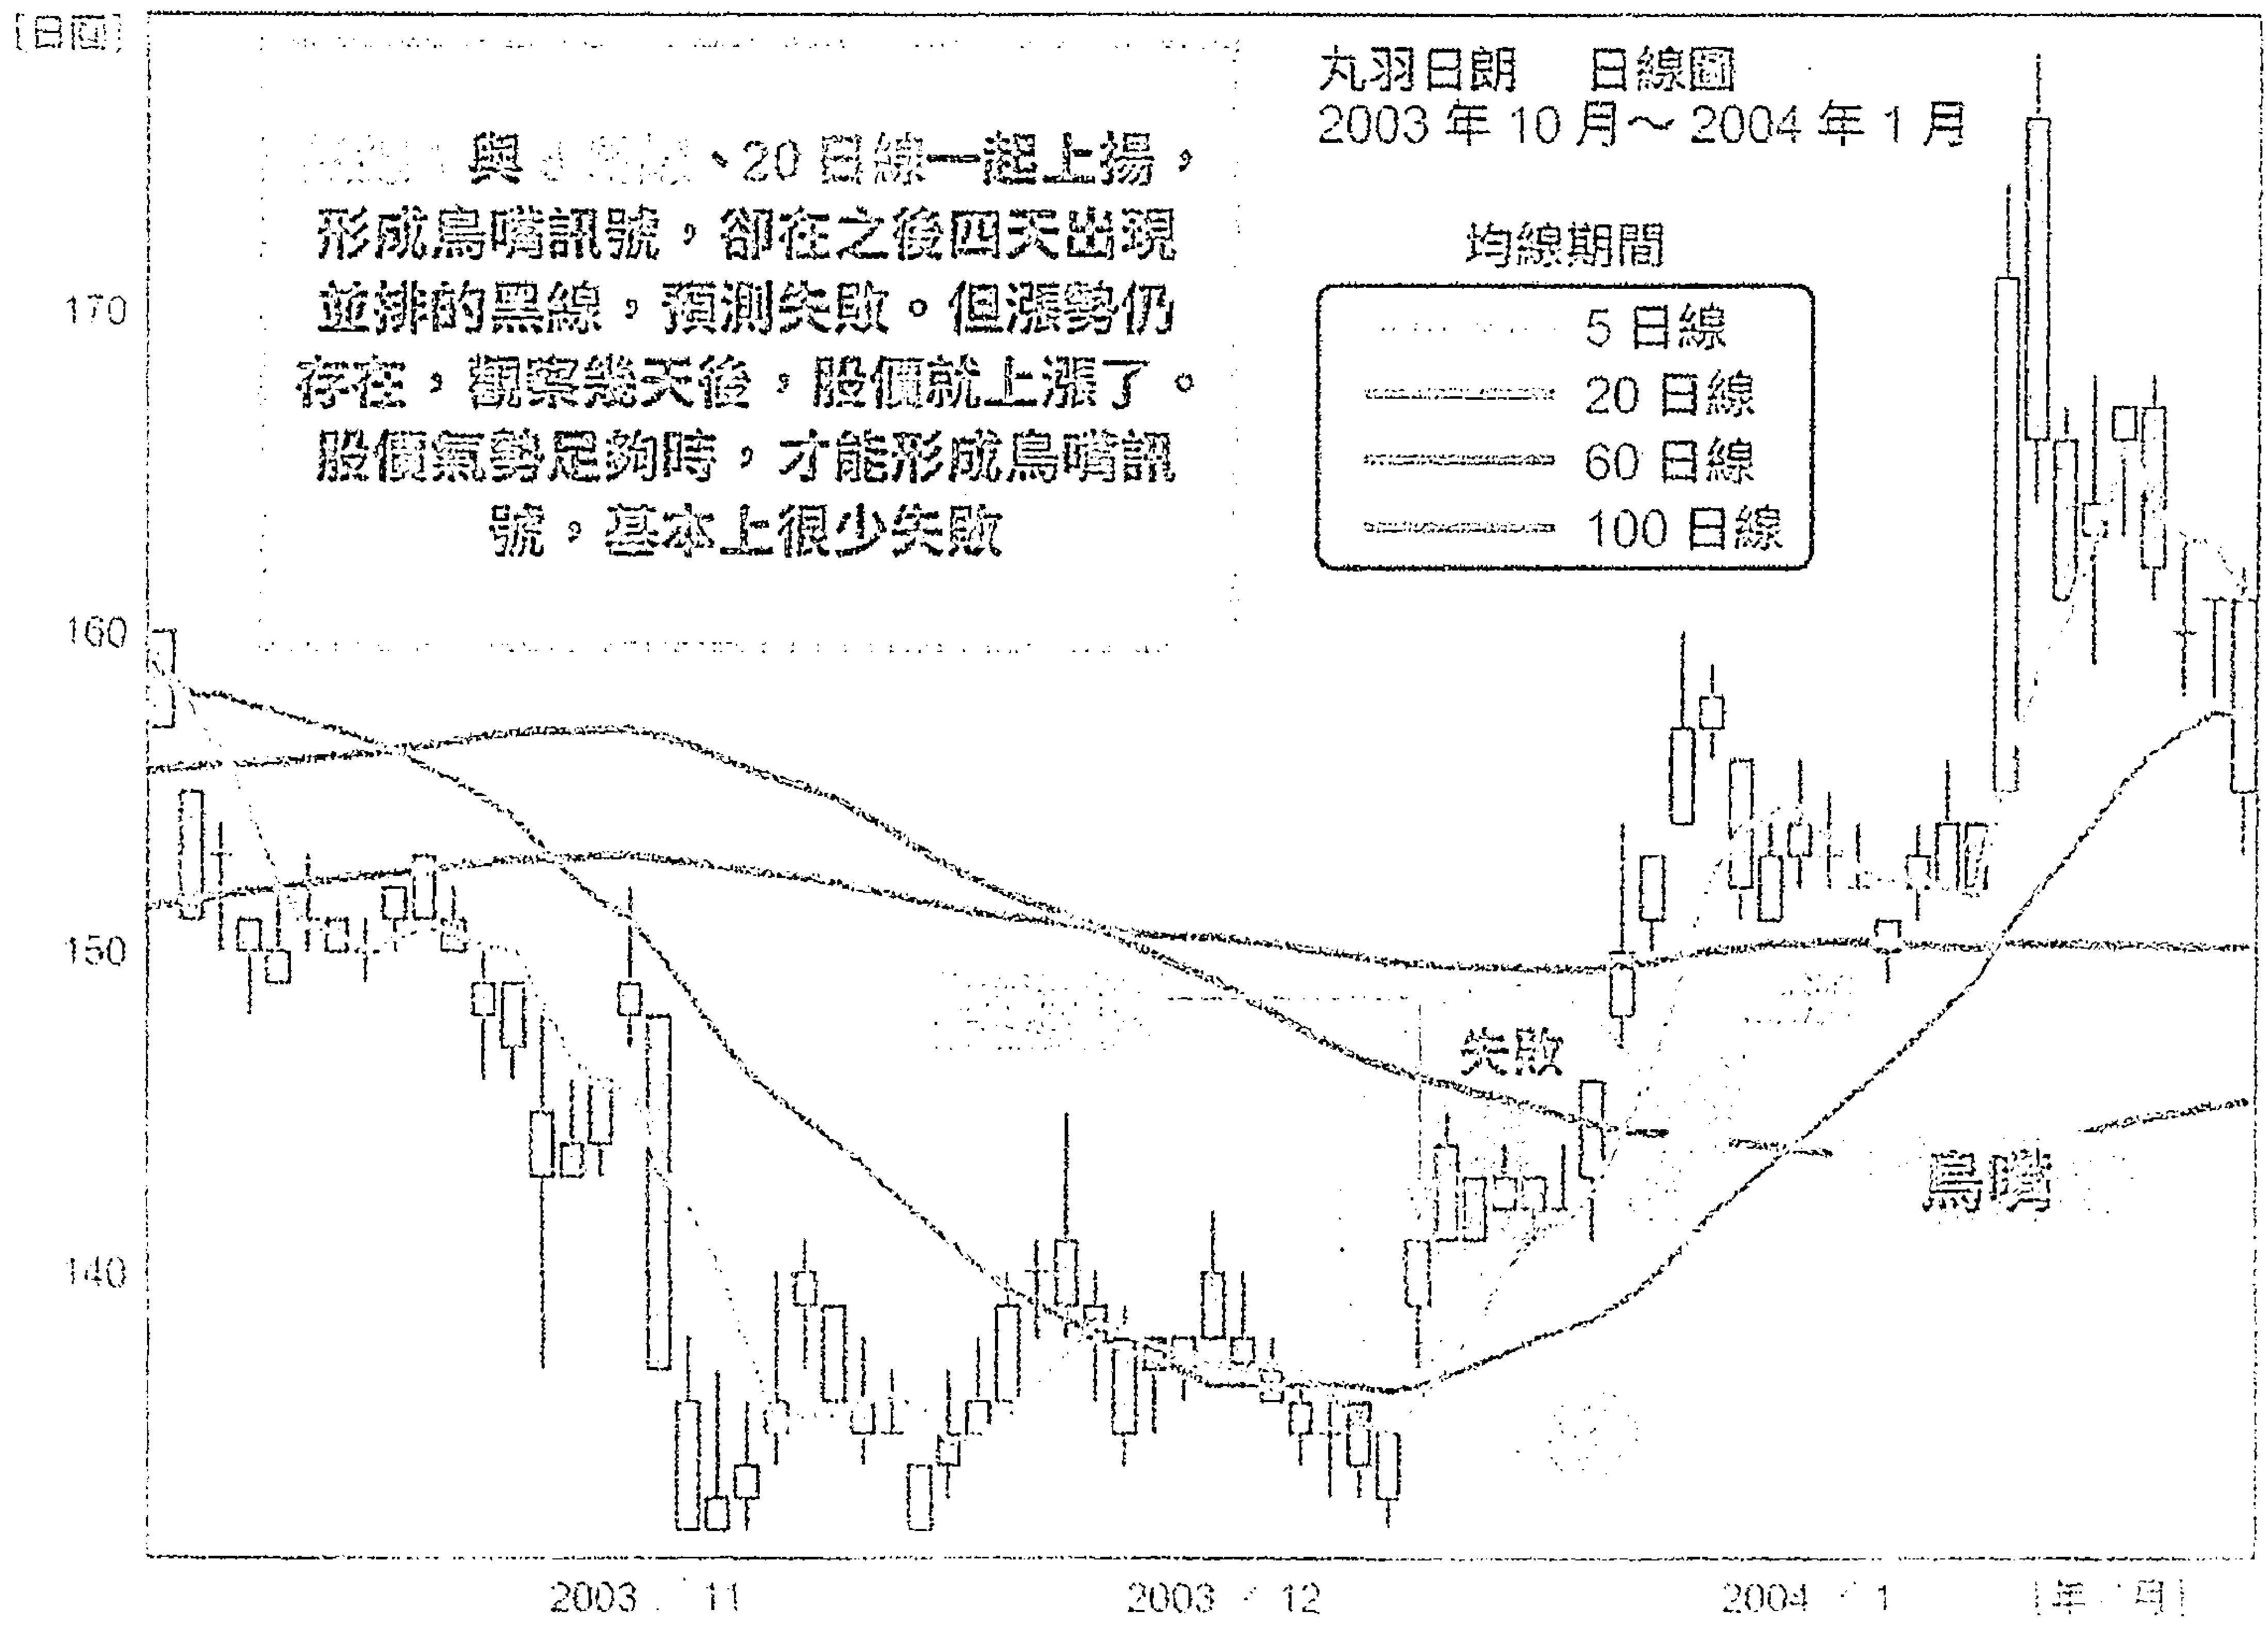 [日圓]
丸羽日朗 日線圖
2003 年 10 月～2004 年 1 月
與 、20 日線一起上揚，
形成鳥嘴訊號，卻在之後四天出現
並排的黑線，預測失敗。但漲勢仍
存在，觀察幾天後，股價就上漲了。
股價氣勢足夠時，才能形成鳥嘴訊
號，基本上很少失敗
均線期間
5 日線
20 日線
60 日線
100 日線
170
160
150
140
失敗
鳥嘴
2003 / 11
2003 / 12
2004 / 1
[年/月]